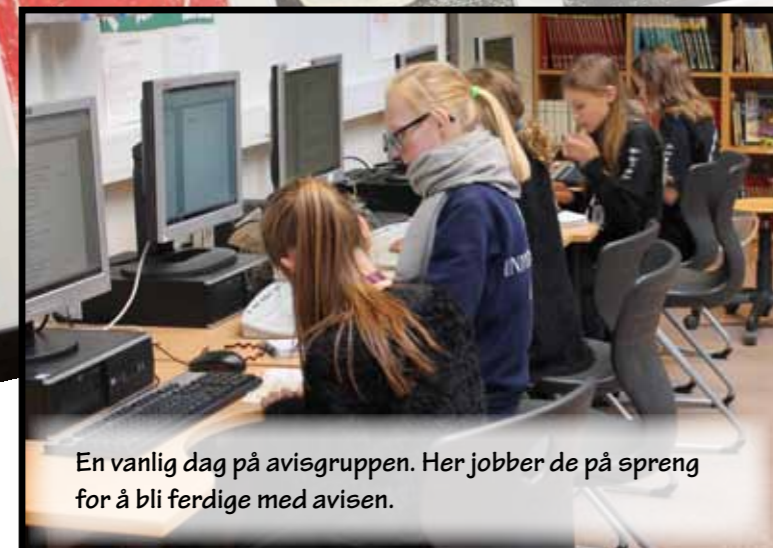 En vanlig dag på avisgruppen. Her jobber de på spreng
for å bli ferdige med avisen.